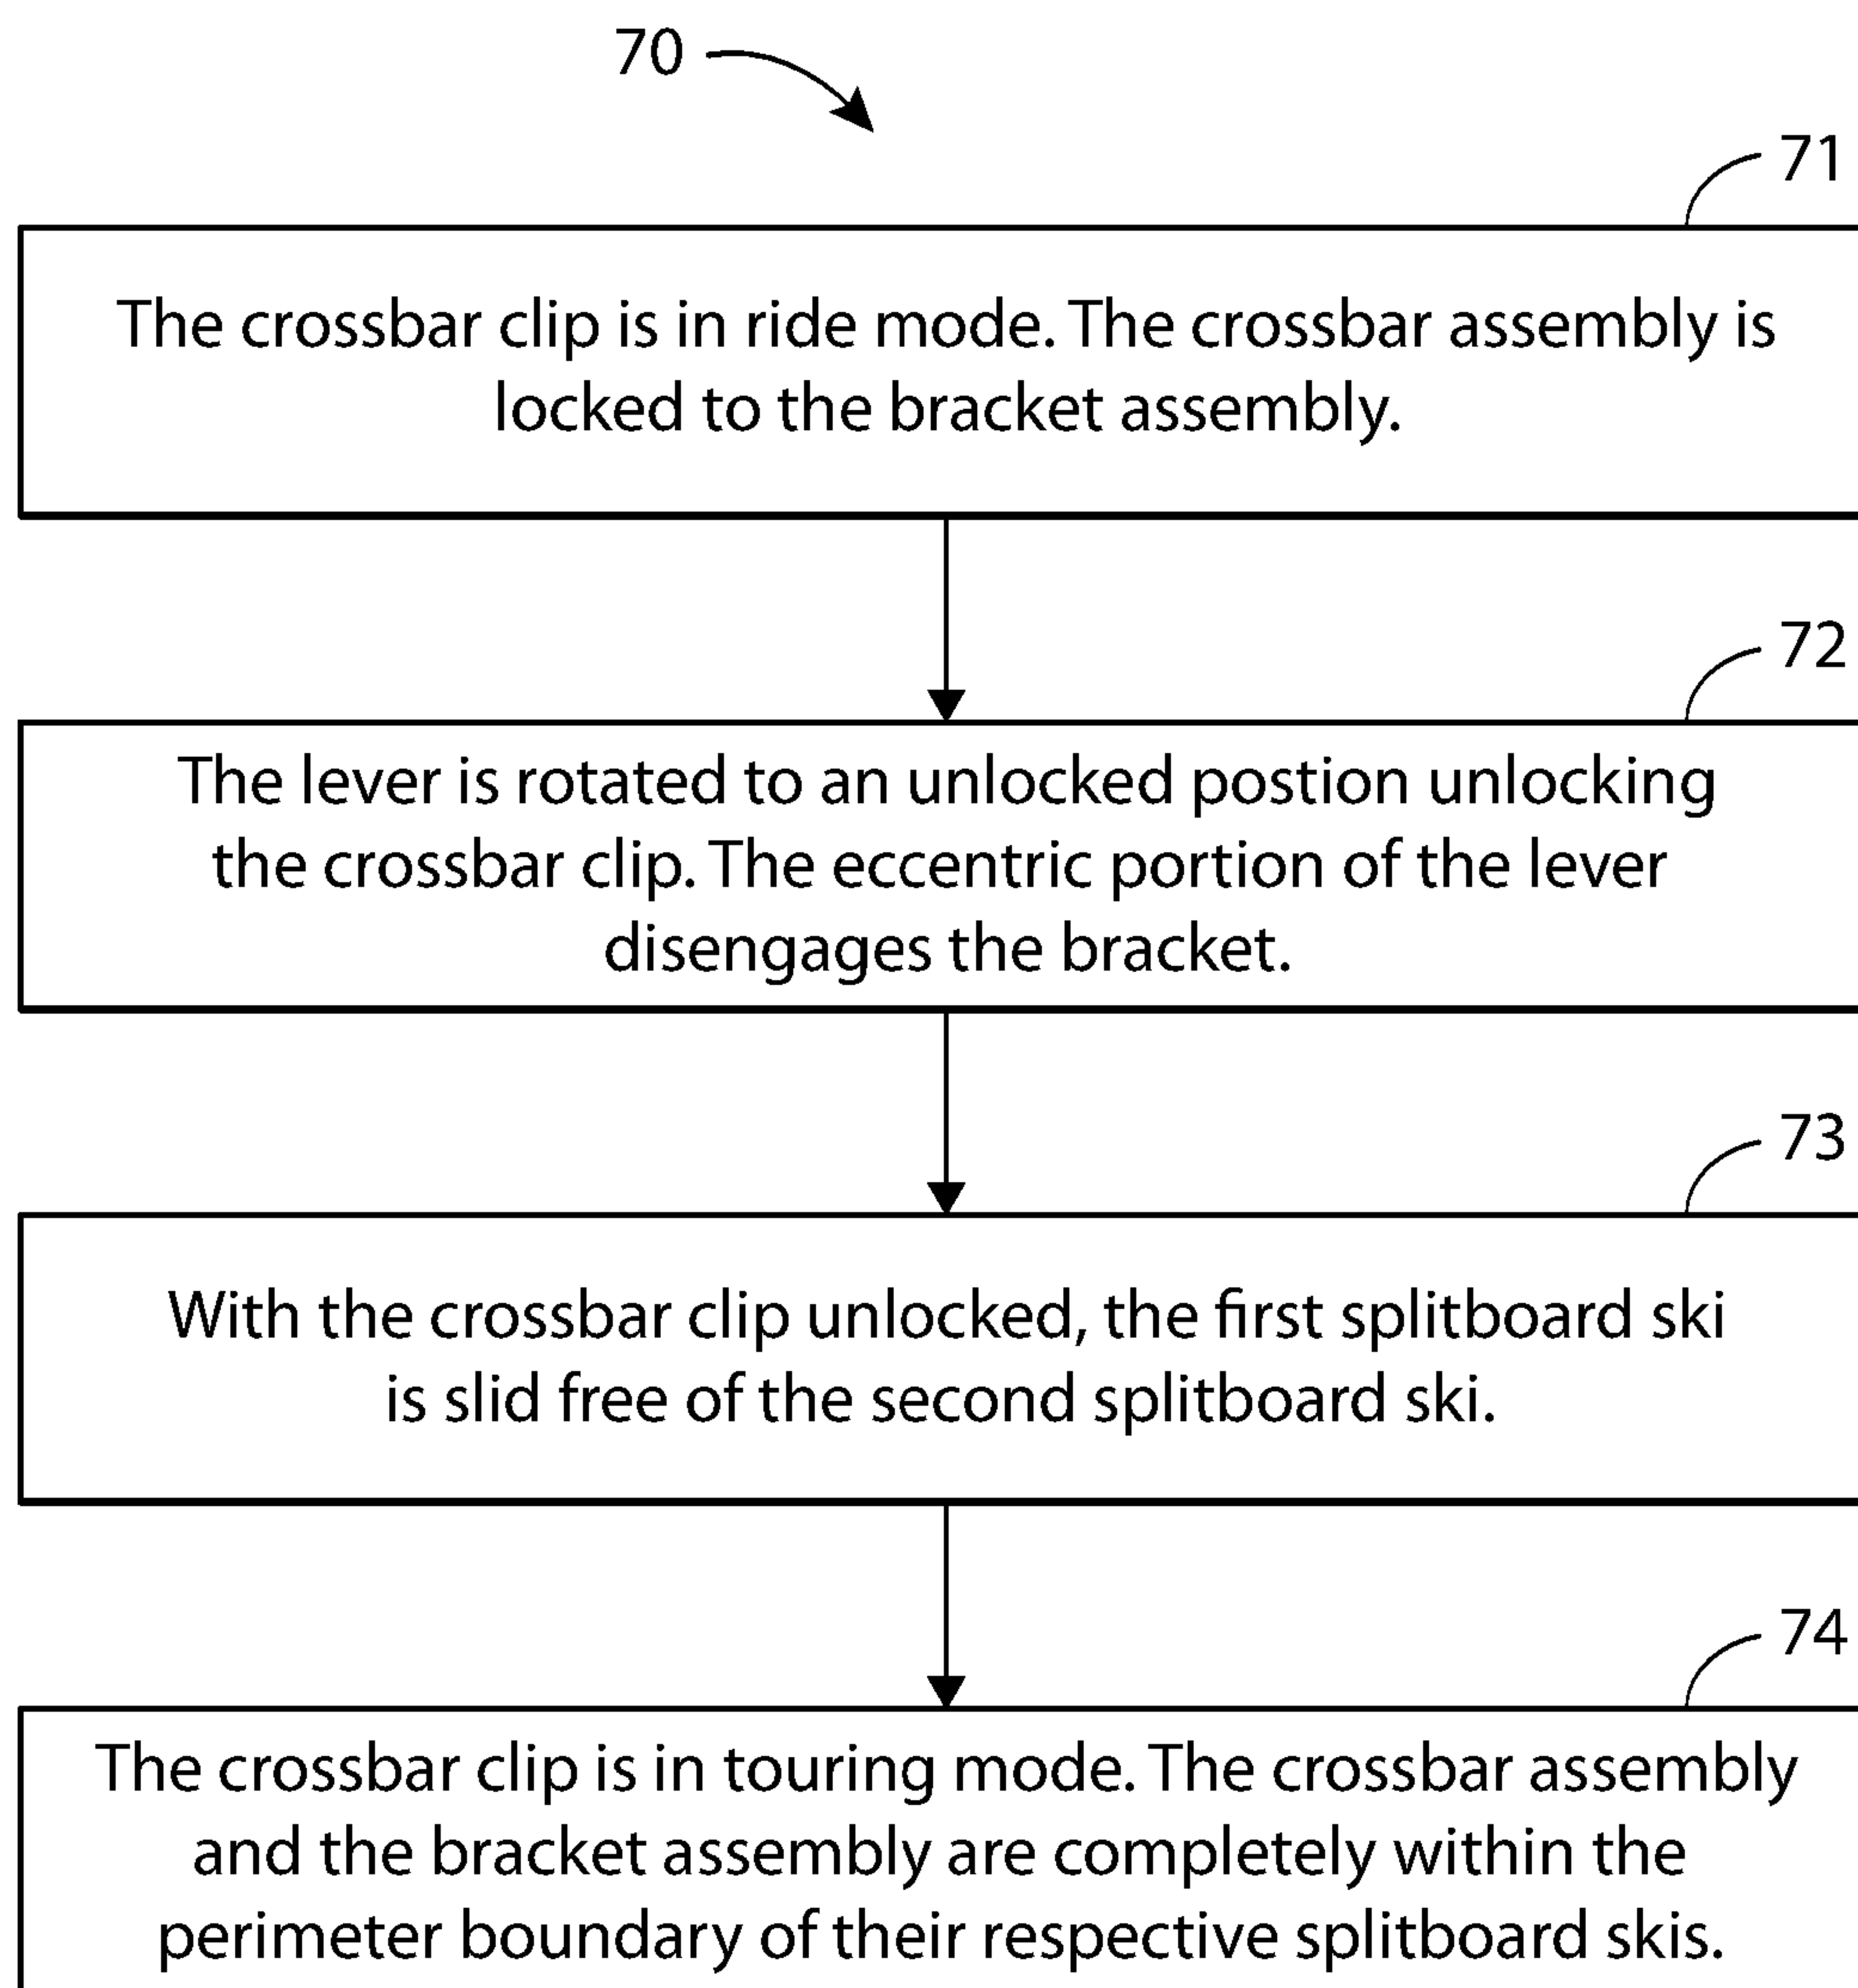 70
71
The crossbar clip is in ride mode. The crossbar assembly is
locked to the bracket assembly.
72
The lever is rotated to an unlocked postion unlocking
the crossbar clip. The eccentric portion of the lever
disengages the bracket.
73
With the crossbar clip unlocked, the first splitboard ski
is slid free of the second splitboard ski.
74
The crossbar clip is in touring mode. The crossbar assembly
and the bracket assembly are completely within the
perimeter boundary of their respective splitboard skis.